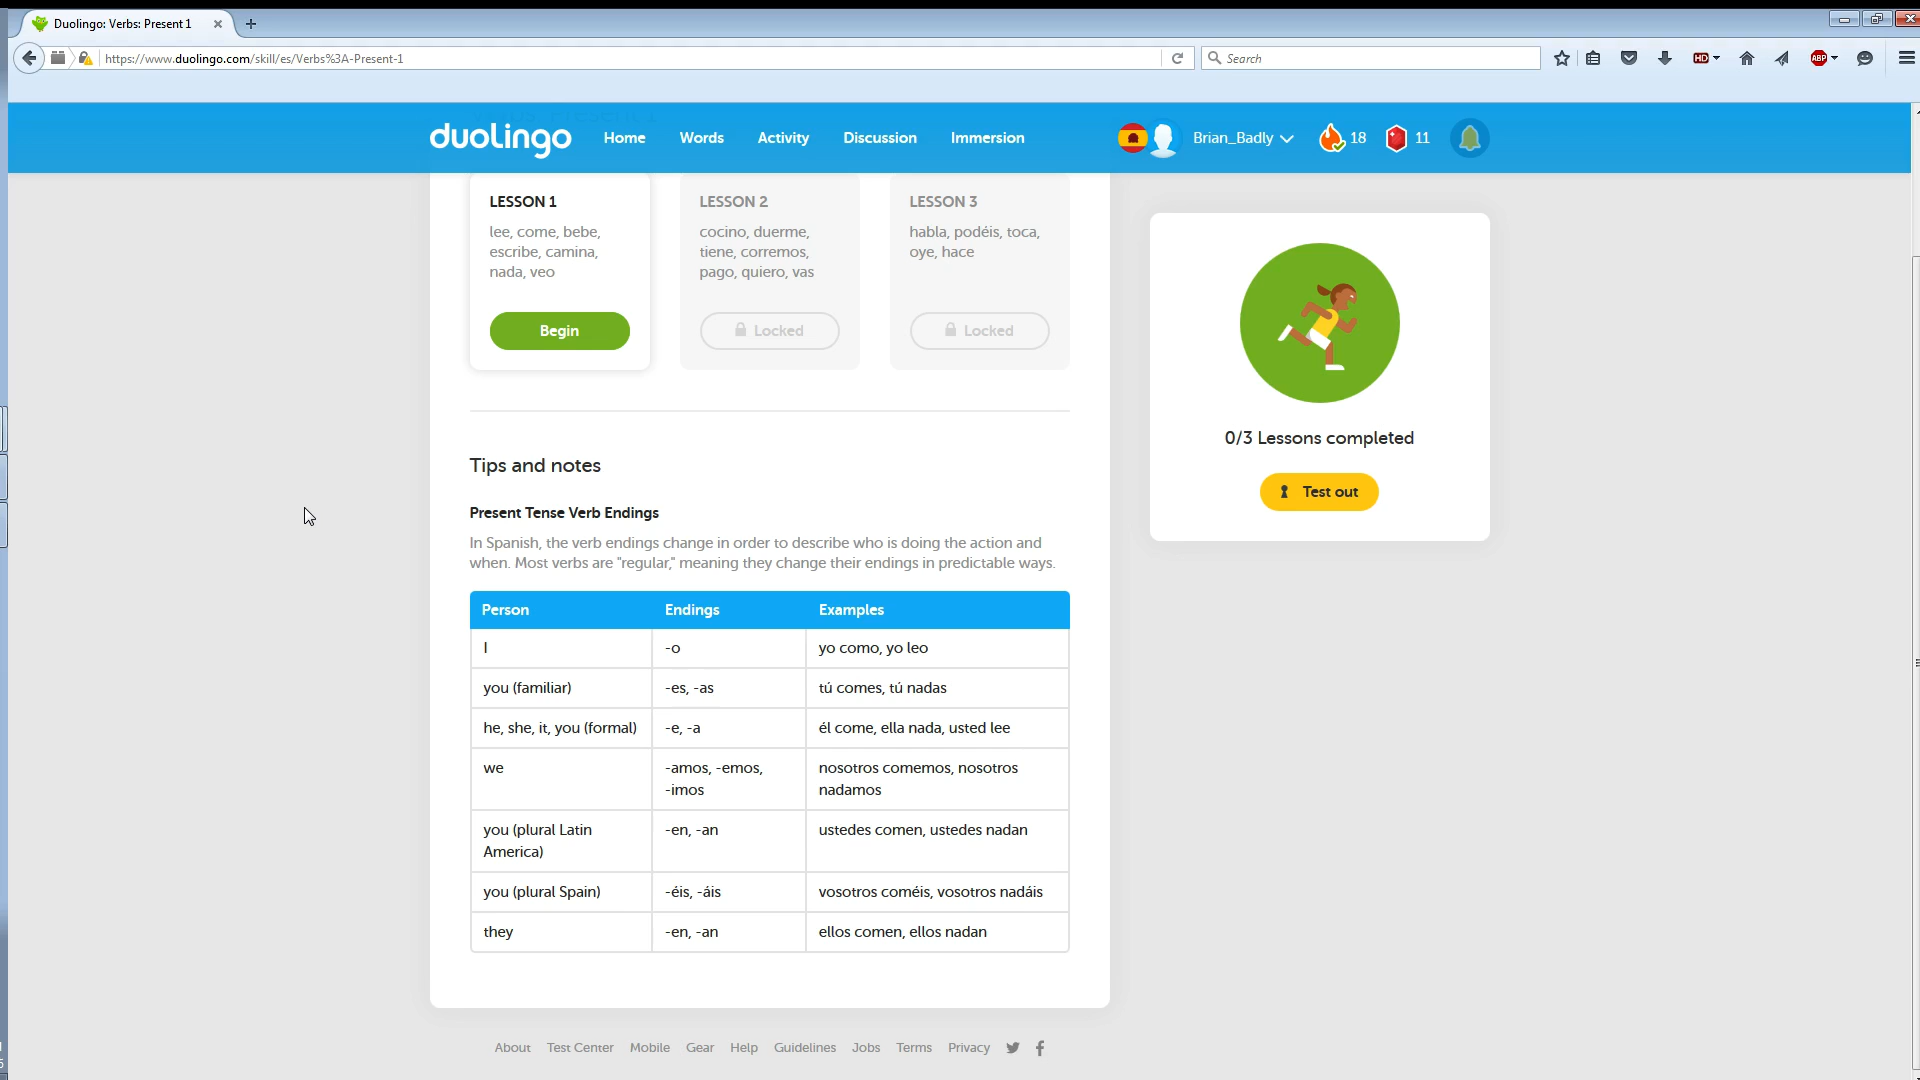 Duolingo: Verbs: Present 1
https://www.duolingo.com/skill/es/Verbs%3A-Present-1
Search
HD
ABP
duolingo
Home
Words
Activity
Discussion
Immersion
Brian_Badly
18
11
LESSON 1
lee, come, bebe,
escribe, camina,
nada, veo
Begin
LESSON 2
cocino, duerme,
tiene, corremos,
pago, quiero, vas
Locked
LESSON 3
habla, podéis, toca,
oye, hace
Locked
0/3 Lessons completed
Test out
Tips and notes
Present Tense Verb Endings
In Spanish, the verb endings change in order to describe who is doing the action and
when. Most verbs are "regular," meaning they change their endings in predictable ways.
Person Endings Examples
I -o yo como, yo leo
you (familiar) -es, -as tú comes, tú nadas
he, she, it, you (formal) -e, -a él come, ella nada, usted lee
we -amos, -emos, nosotros comemos, nosotros
-imos nadamos
you (plural Latin -en, -an ustedes comen, ustedes nadan
America)
you (plural Spain) -éis, -áis vosotros coméis, vosotros nadáis
they -en, -an ellos comen, ellos nadan
About Test Center Mobile Gear Help Guidelines Jobs Terms Privacy